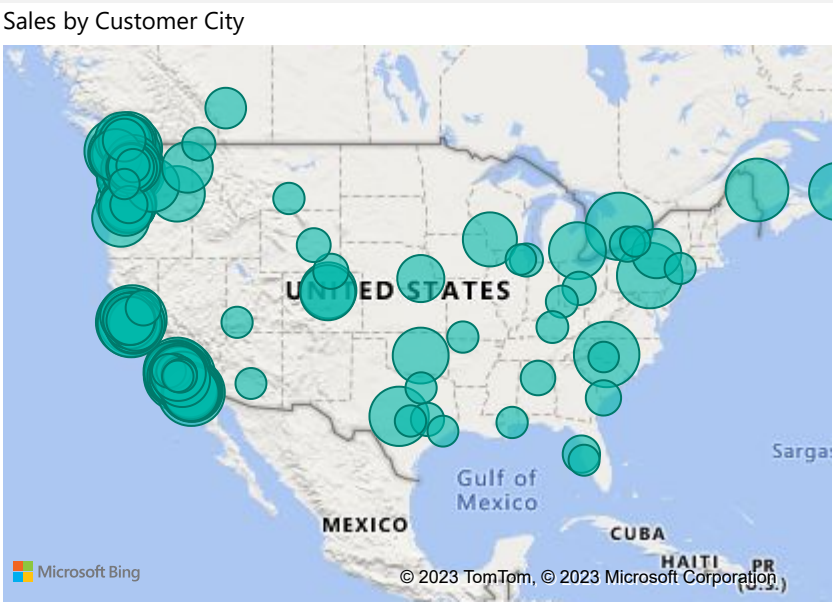 Sales by Customer City
UNITED STATES
Sargas
Gulf of
Mexico
MEXICO
CUBA
HAITI
PR
(U.S.)
Microsoft Bing
© 2023 TomTom, © 2023 Microsoft Corporation